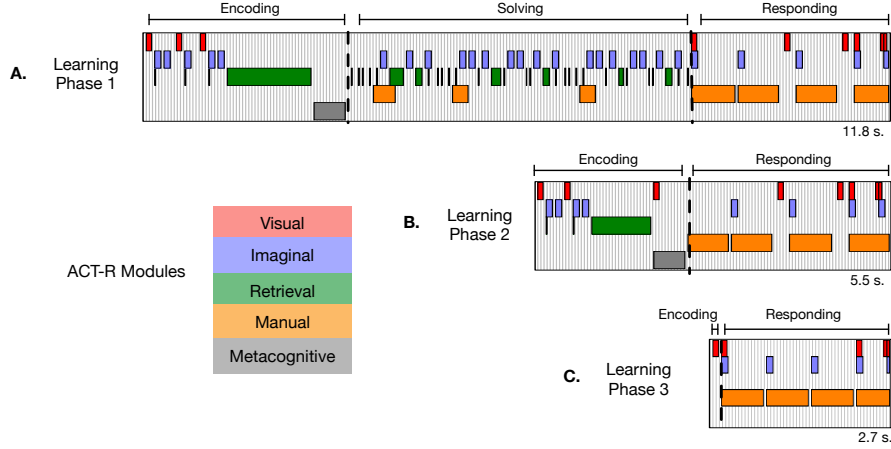 Encoding
Solving
Responding
A.
Learning
Phase 1
11.8 s.
Encoding
Responding
B.
Learning
Phase 2
5.5 s.
ACT-R Modules
Visual
Imaginal
Retrieval
Manual
Metacognitive
Encoding
Responding
C.
Learning
Phase 3
2.7 s.